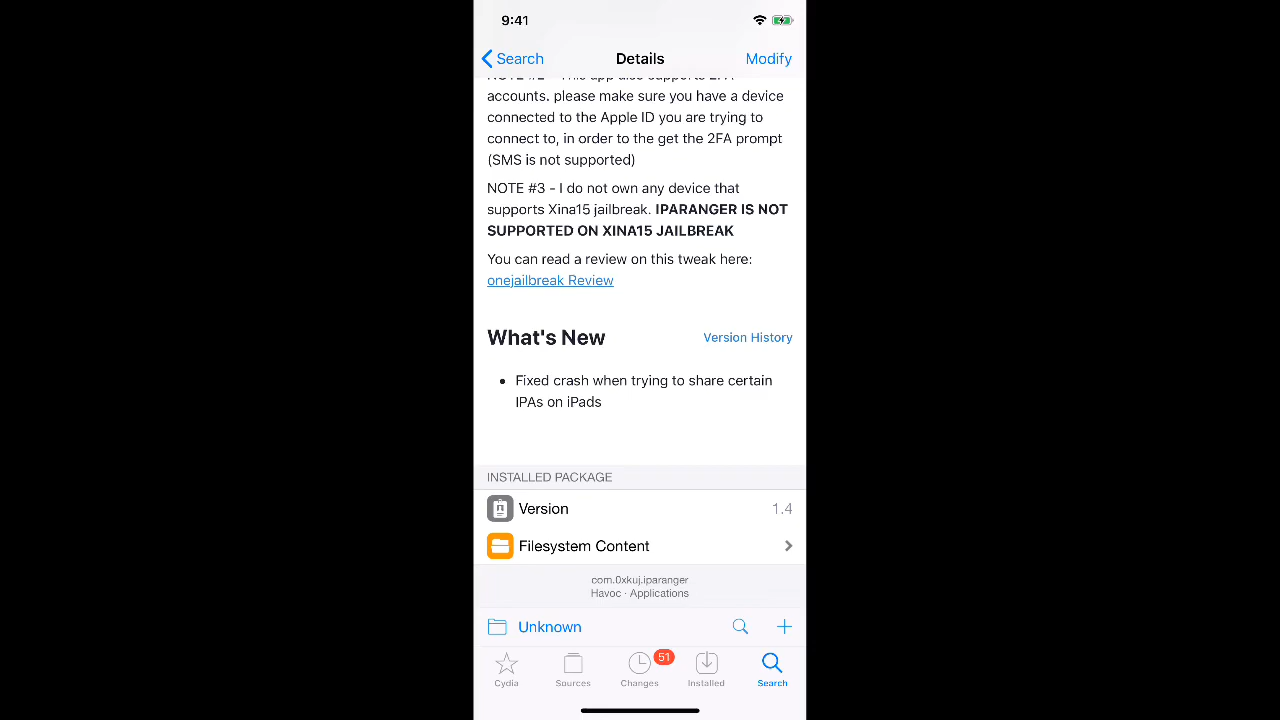 9:41
Search
Details
Modify
accounts. please make sure you have a device
connected to the Apple ID you are trying to
connect to, in order to the get the 2FA prompt
(SMS is not supported)
NOTE #3 - I do not own any device that
supports Xina15 jailbreak. IPARANGER IS NOT
SUPPORTED ON XINA15 JAILBREAK
You can read a review on this tweak here:
onejailbreak Review
What's New
Version History
• Fixed crash when trying to share certain
IPAs on iPads
INSTALLED PACKAGE
Version
1.4
Filesystem Content
com.0xkuj.iparanger
Havoc · Applications
Unknown
51
Cydia
Sources
Changes
Installed
Search